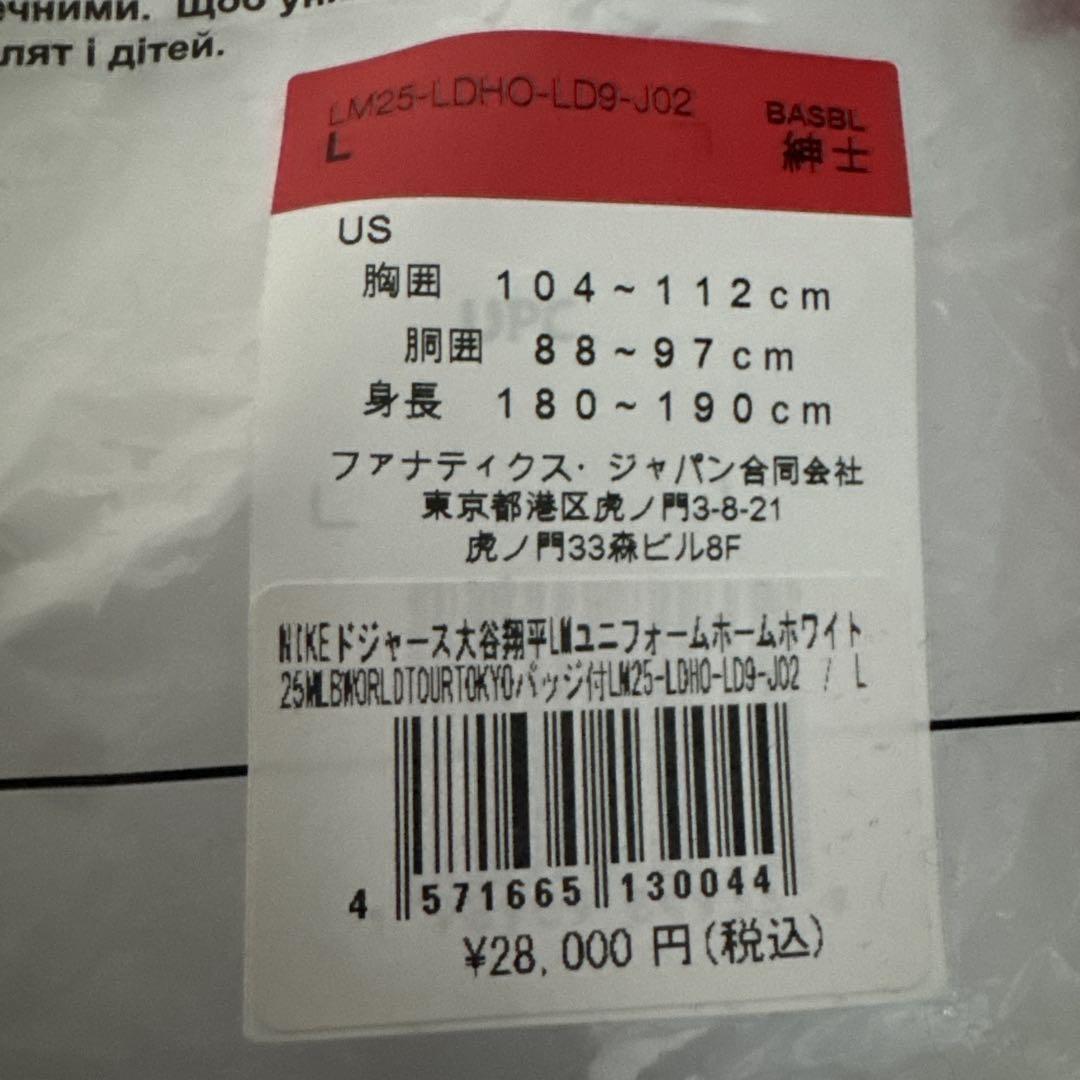 дітей.
LM25-LDHO-LD9-J02
BASBL
L
紳士
US
胸囲 104~112cm
胴囲 88~97cm
身長 180~190cm
ファナティクス・ジャパン合同会社
東京都港区虎ノ門3-8-21
虎ノ門33森ビル8F
NIKEドジャース大谷翔平LMユニフォームホームホワイト
25MLBWORLDTOURTOKYOバッジ付LM25-LDHO-LD9-J02 / L
4 571665 130044
¥28,000 円(税込)